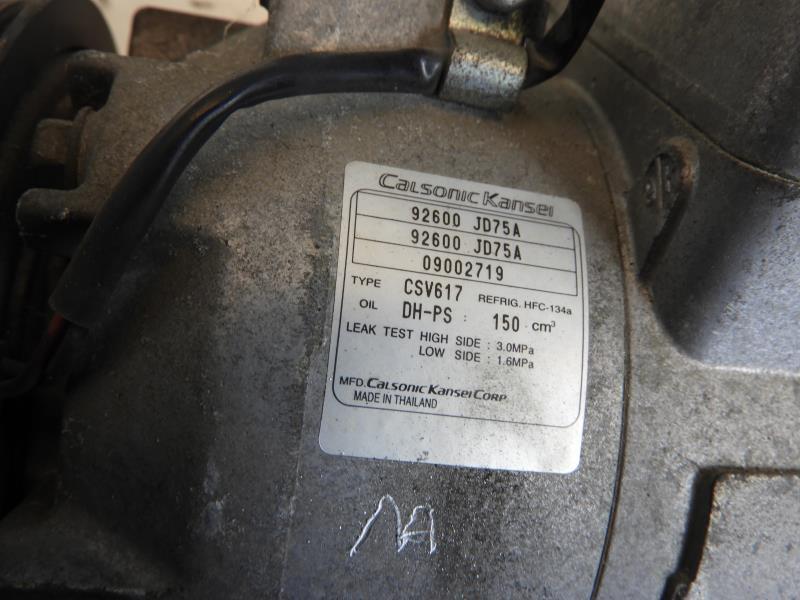 CALSONIC KANSEI
92600 JD75A
92600 JD75A
09002719
TYPE CSV617 REFRIG. HFC-134a
OIL DH-PS : 150 cm³
LEAK TEST HIGH SIDE : 3.0MPa
LOW SIDE : 1.6MPa
MFD. CALSONIC KANSEI CORP.
MADE IN THAILAND